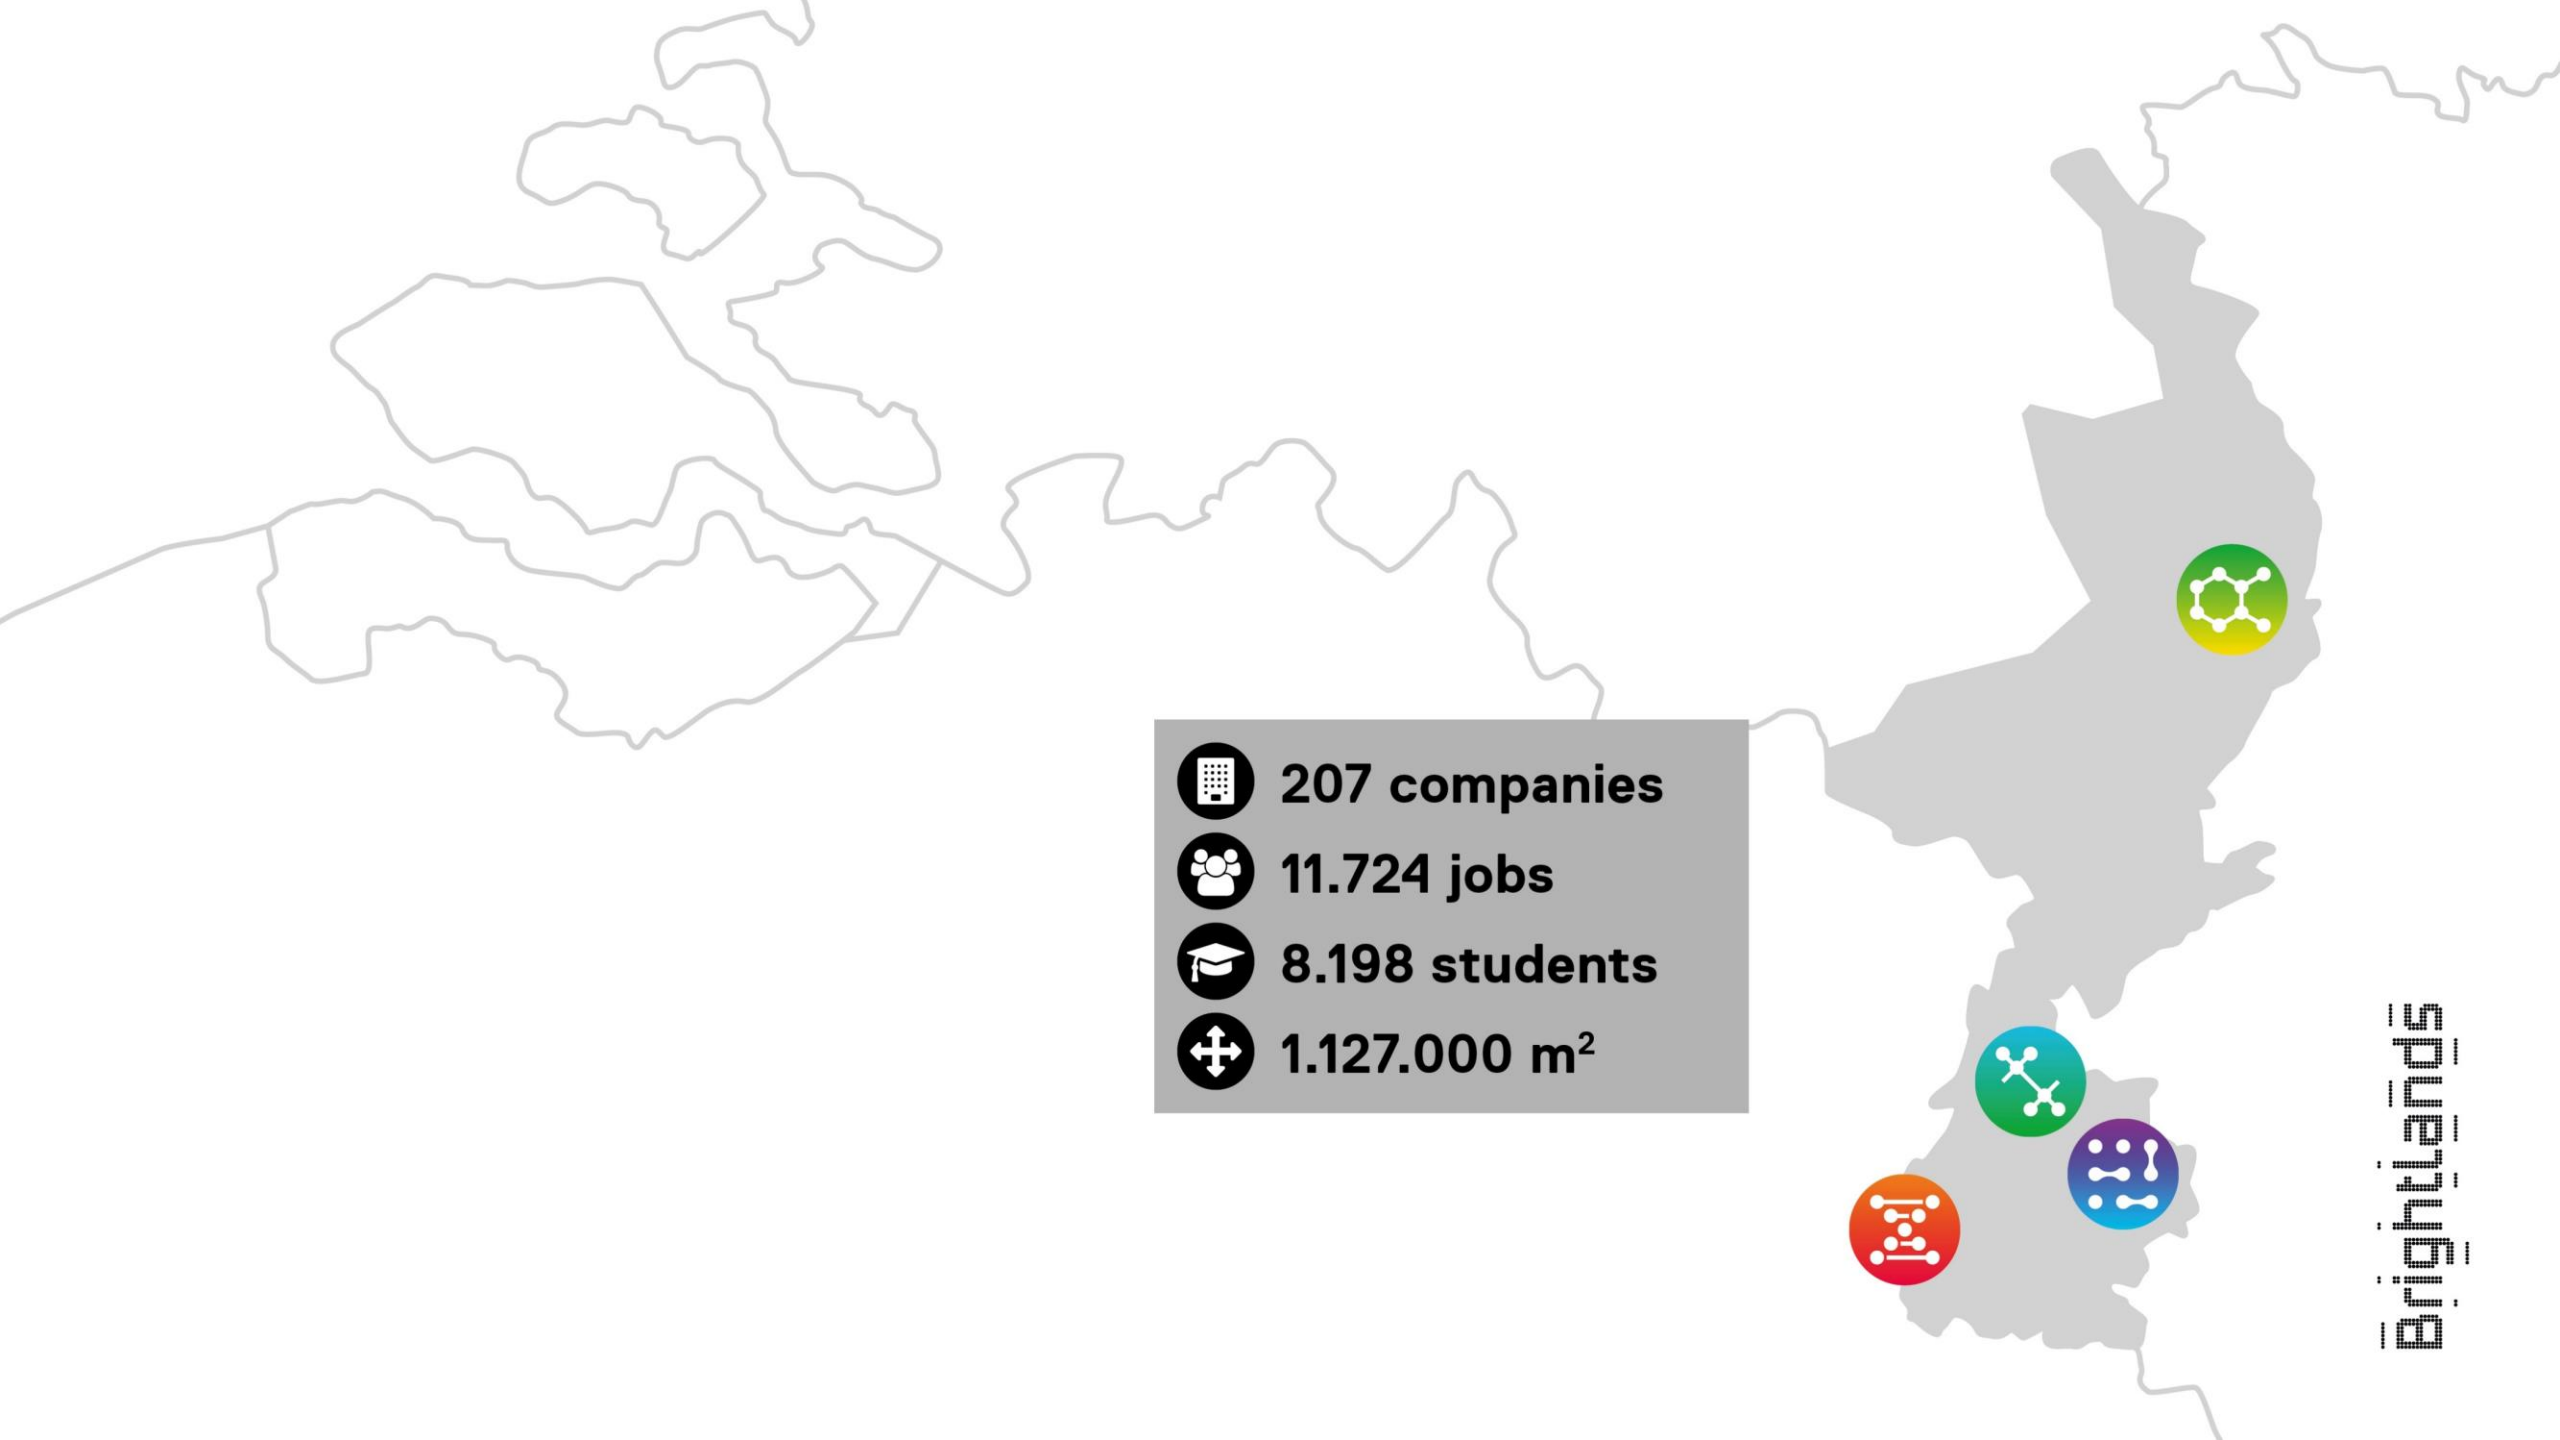 207 companies
11.724 jobs
8.198 students
1.127.000 m²
Brightlands